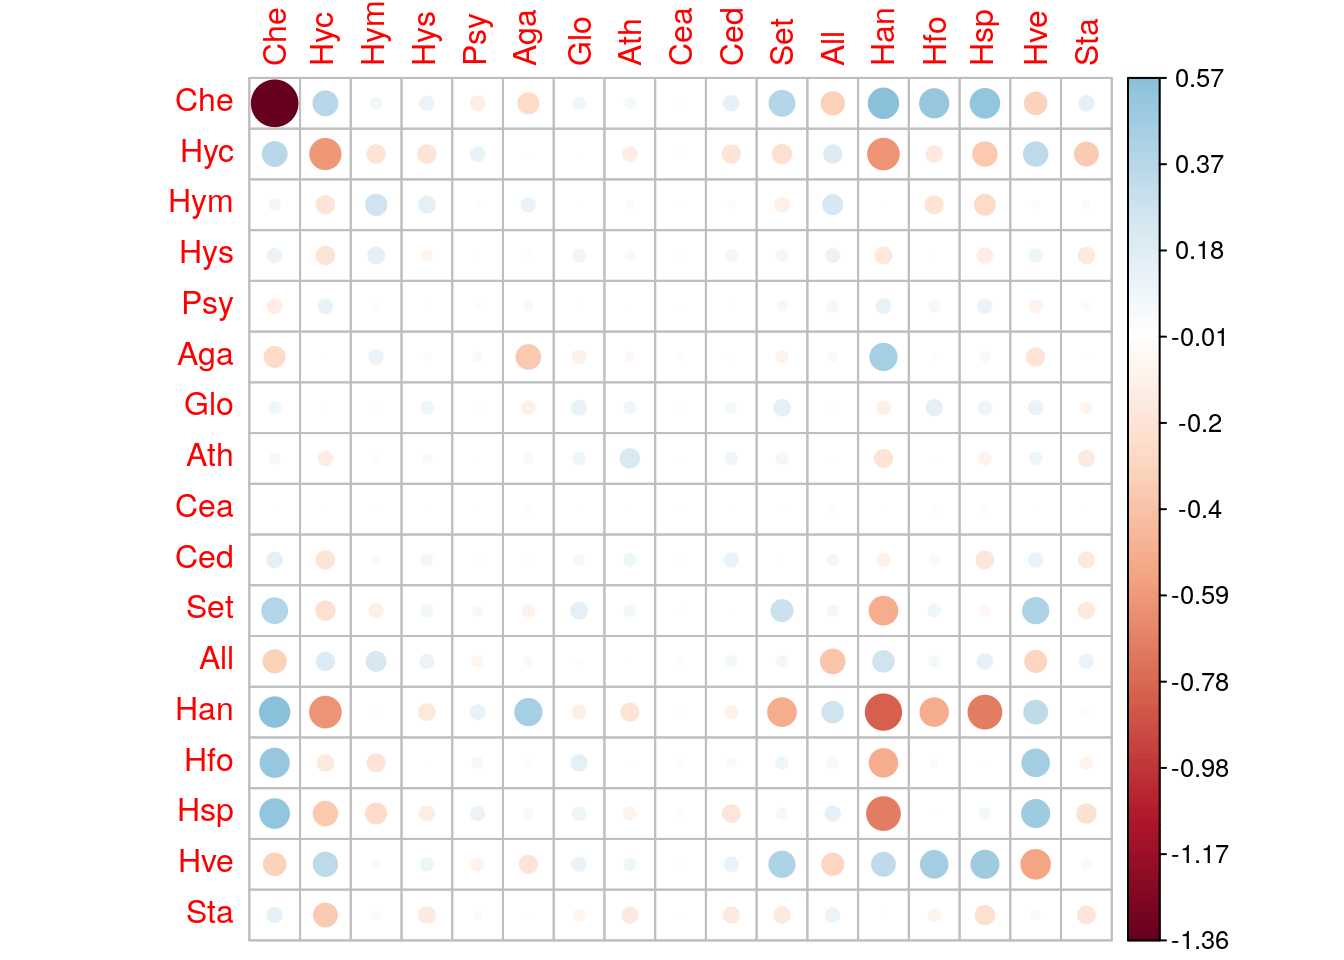 Che Hyc Hym Hys Psy Aga Glo Ath Cea Ced Set All Han Hfo Hsp Hve Sta
Che
Hyc
Hym
Hys
Psy
Aga
Glo
Ath
Cea
Ced
Set
All
Han
Hfo
Hsp
Hve
Sta
0.57
0.37
0.18
-0.01
-0.2
-0.4
-0.59
-0.78
-0.98
-1.17
-1.36